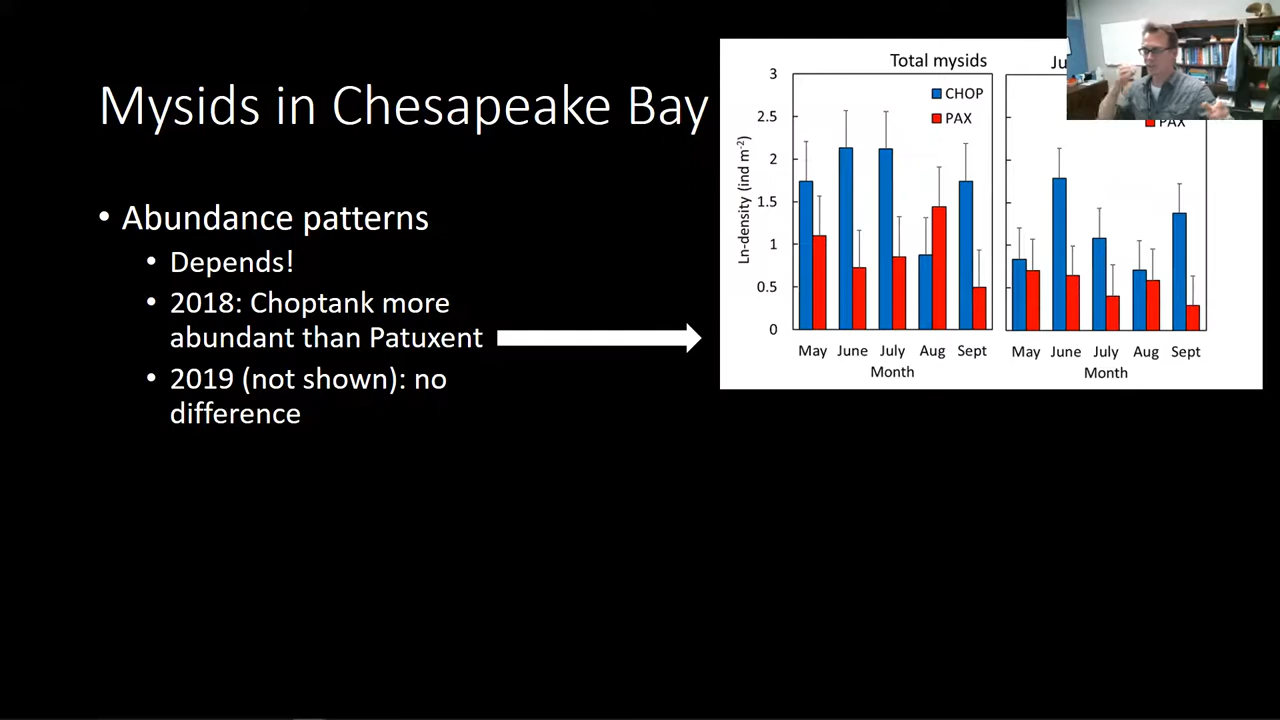 Mysids in Chesapeake Bay
• Abundance patterns
• Depends!
• 2018: Choptank more
abundant than Patuxent
• 2019 (not shown): no
difference
Total mysids
CHOP
PAX
Ln-density (ind m-2)
3
2.5
2
1.5
1
0.5
0
May June July Aug Sept
Month
PAX
May June July Aug Sept
Month